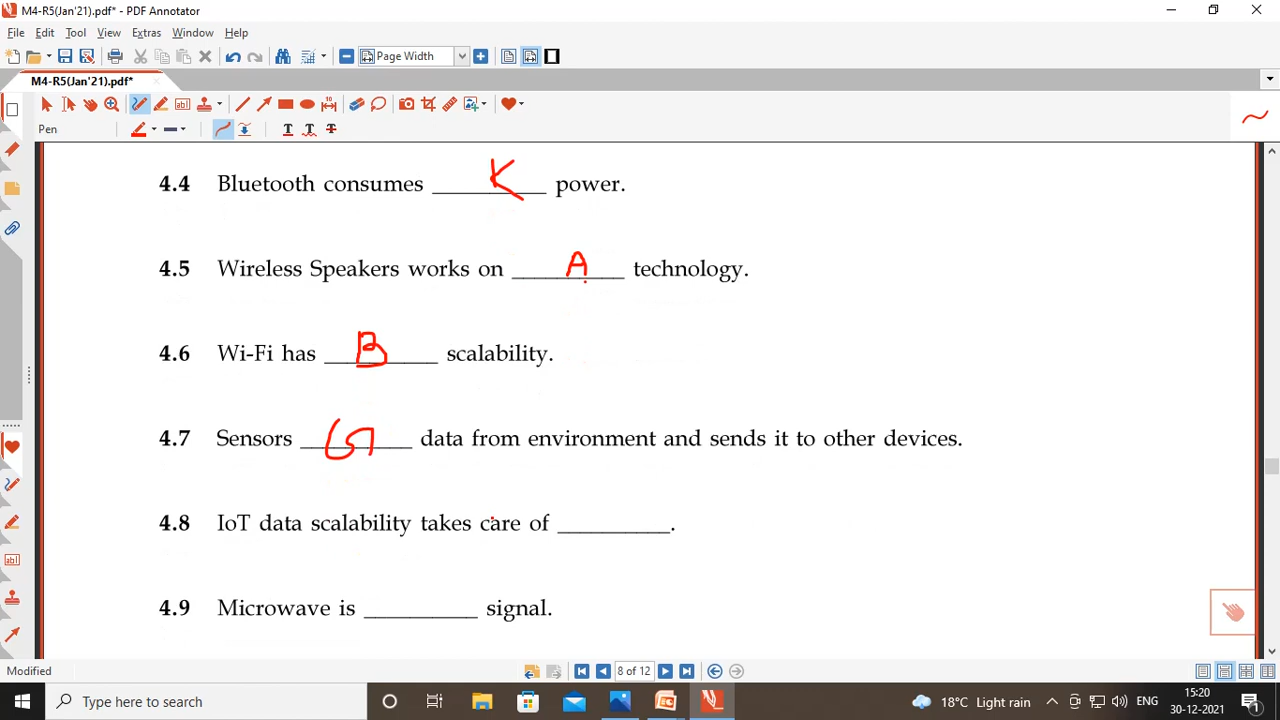 M4-R5(Jan'21).pdf* - PDF Annotator
File Edit Tool View Extras Window Help
Page Width
M4-R5(Jan'21).pdf*
Pen
4.4 Bluetooth consumes __________ power.
K
4.5 Wireless Speakers works on __________ technology.
A
4.6 Wi-Fi has __________ scalability.
B
4.7 Sensors __________ data from environment and sends it to other devices.
G
4.8 IoT data scalability takes care of __________.
4.9 Microwave is __________ signal.
Modified 8 of 12
Type here to search 18°C Light rain ENG 15:20
30-12-2021